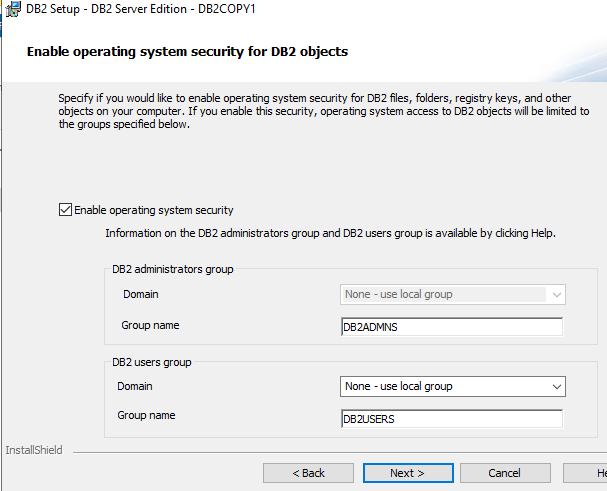 DB2 Setup - DB2 Server Edition - DB2COPY1
Enable operating system security for DB2 objects
Specify if you would like to enable operating system security for DB2 files, folders, registry keys, and other
objects on your computer. If you enable this security, operating system access to DB2 objects will be limited to
the groups specified below.
Enable operating system security
Information on the DB2 administrators group and DB2 users group is available by clicking Help.
DB2 administrators group
Domain None - use local group
Group name DB2ADMNS
DB2 users group
Domain None - use local group
Group name DB2USERS
InstallShield
< Back Next > Cancel